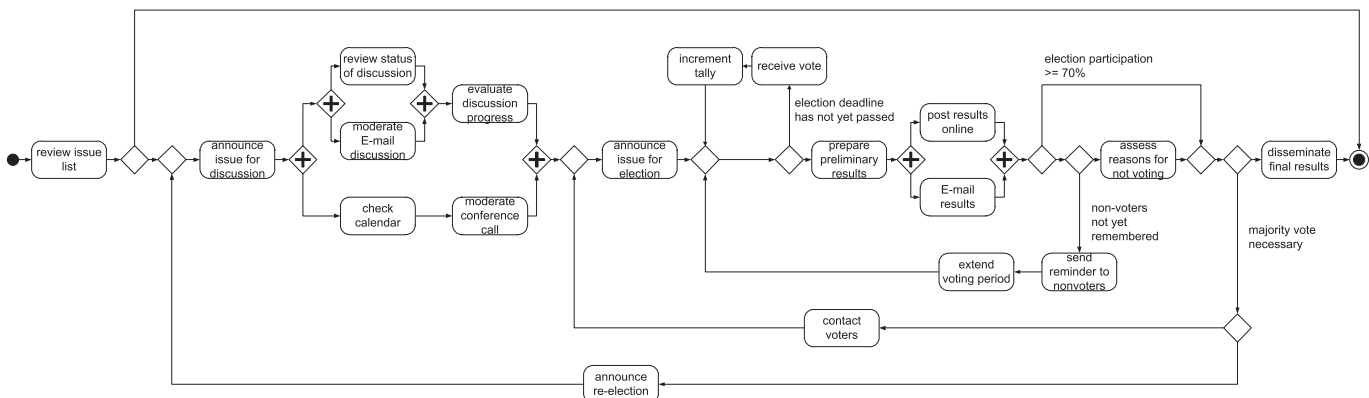 review issue
list
announce
issue for
discussion
review status
of discussion
moderate
E-mail
discussion
evaluate
discussion
progress
check
calendar
moderate
conference
call
announce
issue for
election
increment
tally
receive vote
election deadline
has not yet passed
prepare
preliminary
results
post results
online
E-mail
results
election participation
>= 70%
assess
reasons for
not voting
non-voters
not yet
remembered
send
reminder to
nonvoters
extend
voting period
majority vote
necessary
disseminate
final results
contact
voters
announce
re-election